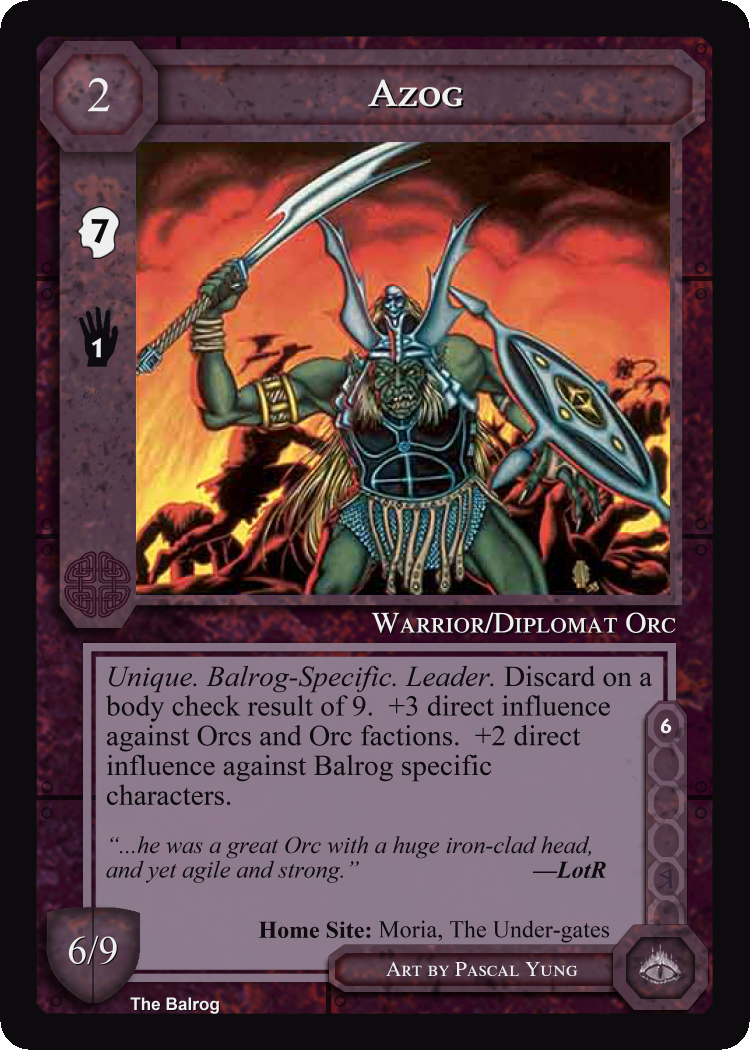 2
Azog
7
1
Warrior/Diplomat Orc
Unique. Balrog-Specific. Leader. Discard on a
body check result of 9. +3 direct influence
against Orcs and Orc factions. +2 direct
influence against Balrog specific
characters.
6
“...he was a great Orc with a huge iron-clad head,
and yet agile and strong.” —LotR
Home Site: Moria, The Under-gates
6/9
Art by Pascal Yung
The Balrog